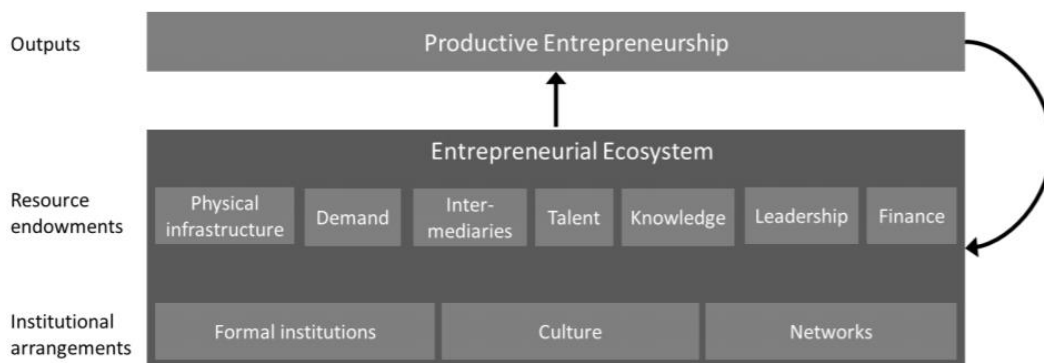 Outputs
Productive Entrepreneurship
Entrepreneurial Ecosystem
Resource
endowments
Physical
infrastructure
Demand
Inter-
mediaries
Talent
Knowledge
Leadership
Finance
Institutional
arrangements
Formal institutions
Culture
Networks